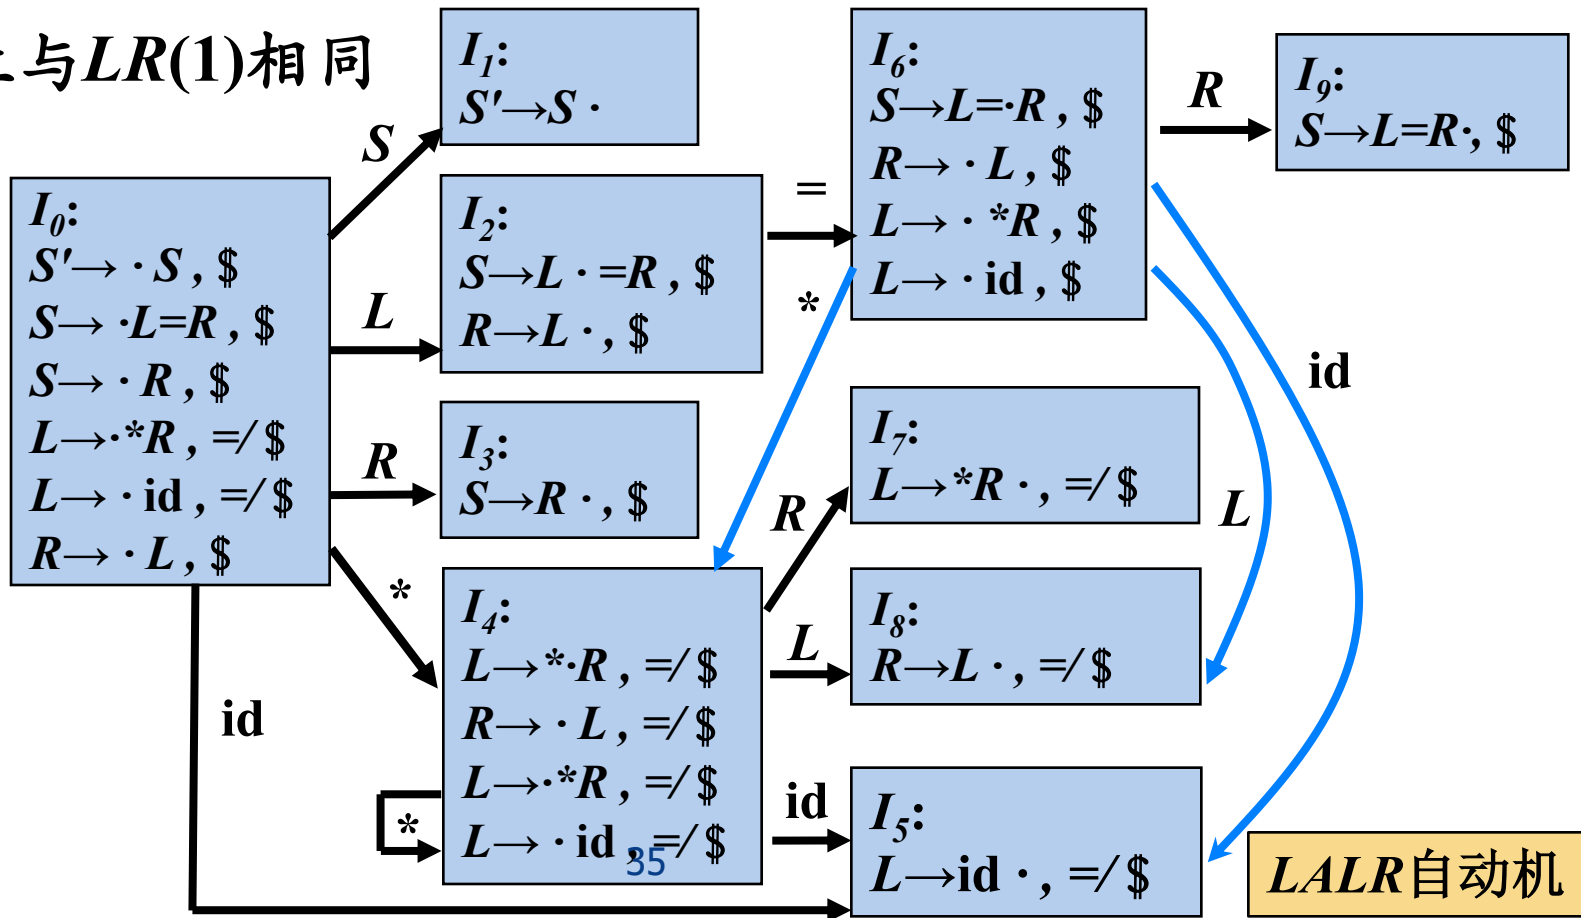 与LR(1)相同
I₁:
S'→S ·
I₆:
S→L=·R , $
R→ · L , $
L→ · *R , $
L→ · id , $
R
I₉:
S→L=R·, $
S
I₀:
S'→ · S , $
S→ ·L=R , $
S→ · R , $
L→·*R , =/ $
L→ · id , =/ $
R→ · L , $
L
I₂:
S→L · =R , $
R→L · , $
=
*
id
R
I₃:
S→R · , $
I₇:
L→*R · , =/ $
R
L
*
I₄:
L→*·R , =/ $
R→ · L , =/ $
L→·*R , =/ $
L→ · id , =/ $
L
I₈:
R→L · , =/ $
id
*
id
I₅:
L→id · , =/ $
35
LALR自动机